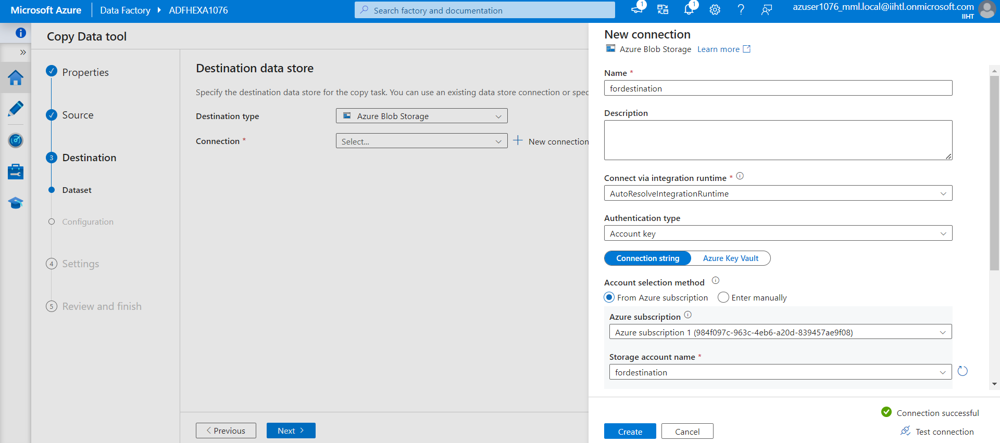 Microsoft Azure
Data Factory
ADFHEXA1076
Search factory and documentation
1
1
azuser1076_mml.local@iihtl.onmicrosoft.com
IIHT
Copy Data tool
Properties
Source
3
Destination
Dataset
Configuration
4
Settings
5
Review and finish
Destination data store
Specify the destination data store for the copy task. You can use an existing data store connection or spec
Destination type
Azure Blob Storage
Connection *
Select...
New connection
Previous
Next
New connection
Azure Blob Storage Learn more
Name *
fordestination
Description
Connect via integration runtime *
AutoResolveIntegrationRuntime
Authentication type
Account key
Connection string
Azure Key Vault
Account selection method
From Azure subscription
Enter manually
Azure subscription
Azure subscription 1 (984f097c-963c-4eb6-a20d-839457ae9f08)
Storage account name *
fordestination
Connection successful
Create
Cancel
Test connection